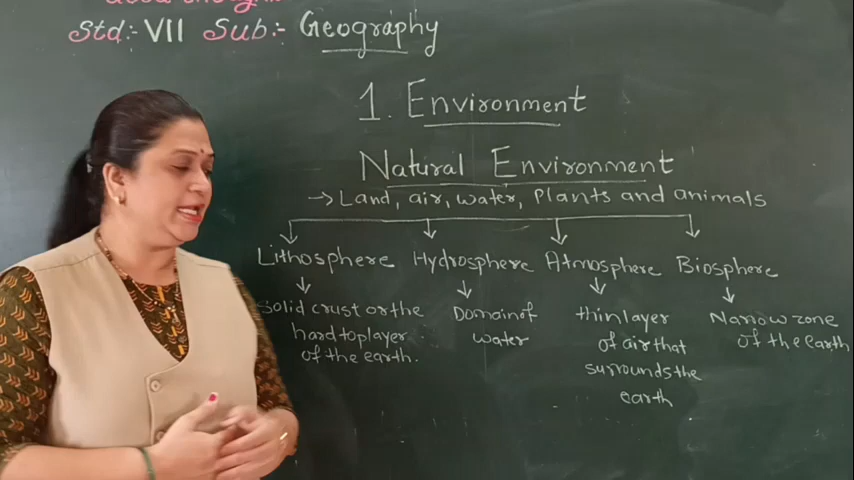 Std:- VII Sub:- Geography
1. Environment
Natural Environment
→ Land, air, water, Plants and animals
Lithosphere Hydrosphere Atmosphere Biosphere
solid crust or the
hard top layer
of the earth.
Domain of
water
thin layer
of air that
surrounds the
earth
Narrow zone
of the earth